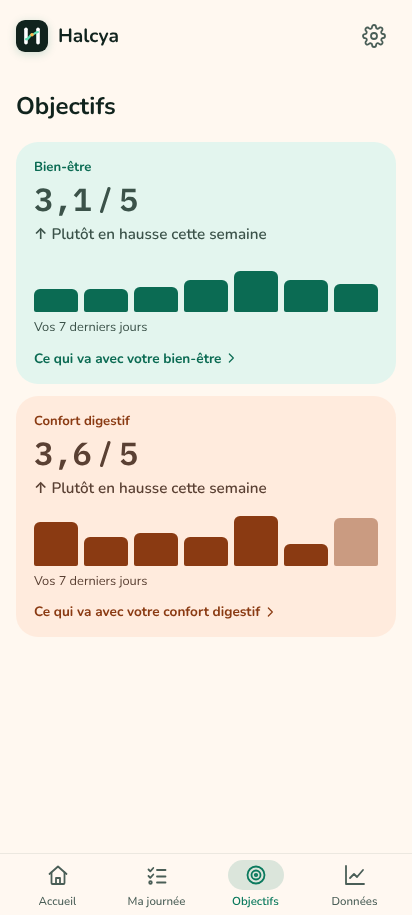 Halcya
Objectifs
Bien-être
3,1 / 5
↑ Plutôt en hausse cette semaine
Vos 7 derniers jours
Ce qui va avec votre bien-être >
Confort digestif
3,6 / 5
↑ Plutôt en hausse cette semaine
Vos 7 derniers jours
Ce qui va avec votre confort digestif >
Accueil
Ma journée
Objectifs
Données